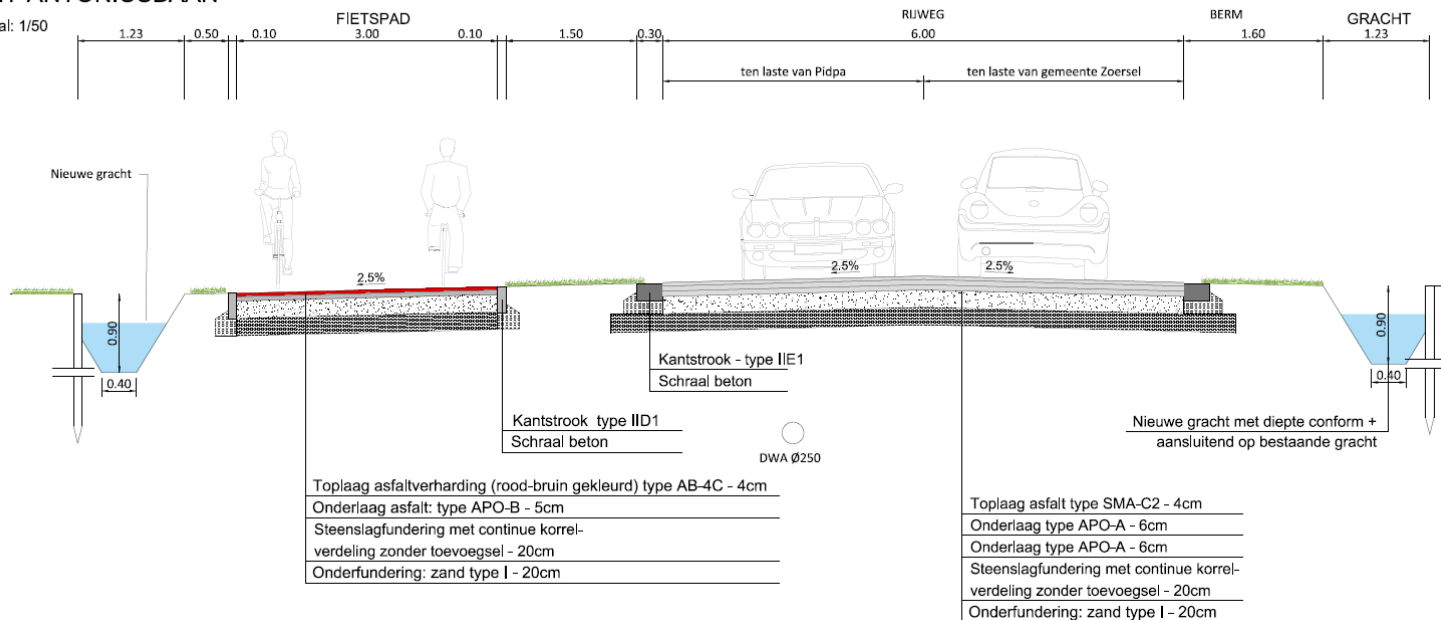 ANTONIUSBAAN
al: 1/50
FIETSPAD
RIJWEG
BERM
GRACHT
1.23
0.50
0.10
3.00
0.10
1.50
0.30
6.00
1.60
1.23
ten laste van Pidpa
ten laste van gemeente Zoersel
Nieuwe gracht
2.5%
2.5%
2.5%
0.90
0.90
0.40
0.40
Kantstrook - type IIE1
Schraal beton
Kantstrook type IID1
Schraal beton
DWA Ø250
Nieuwe gracht met diepte conform +
aansluitend op bestaande gracht
Toplaag asfaltverharding (rood-bruin gekleurd) type AB-4C - 4cm
Onderlaag asfalt: type APO-B - 5cm
Steenslagfundering met continue korrel-
verdeling zonder toevoegsel - 20cm
Onderfundering: zand type I - 20cm
Toplaag asfalt type SMA-C2 - 4cm
Onderlaag type APO-A - 6cm
Onderlaag type APO-A - 6cm
Steenslagfundering met continue korrel-
verdeling zonder toevoegsel - 20cm
Onderfundering: zand type I - 20cm